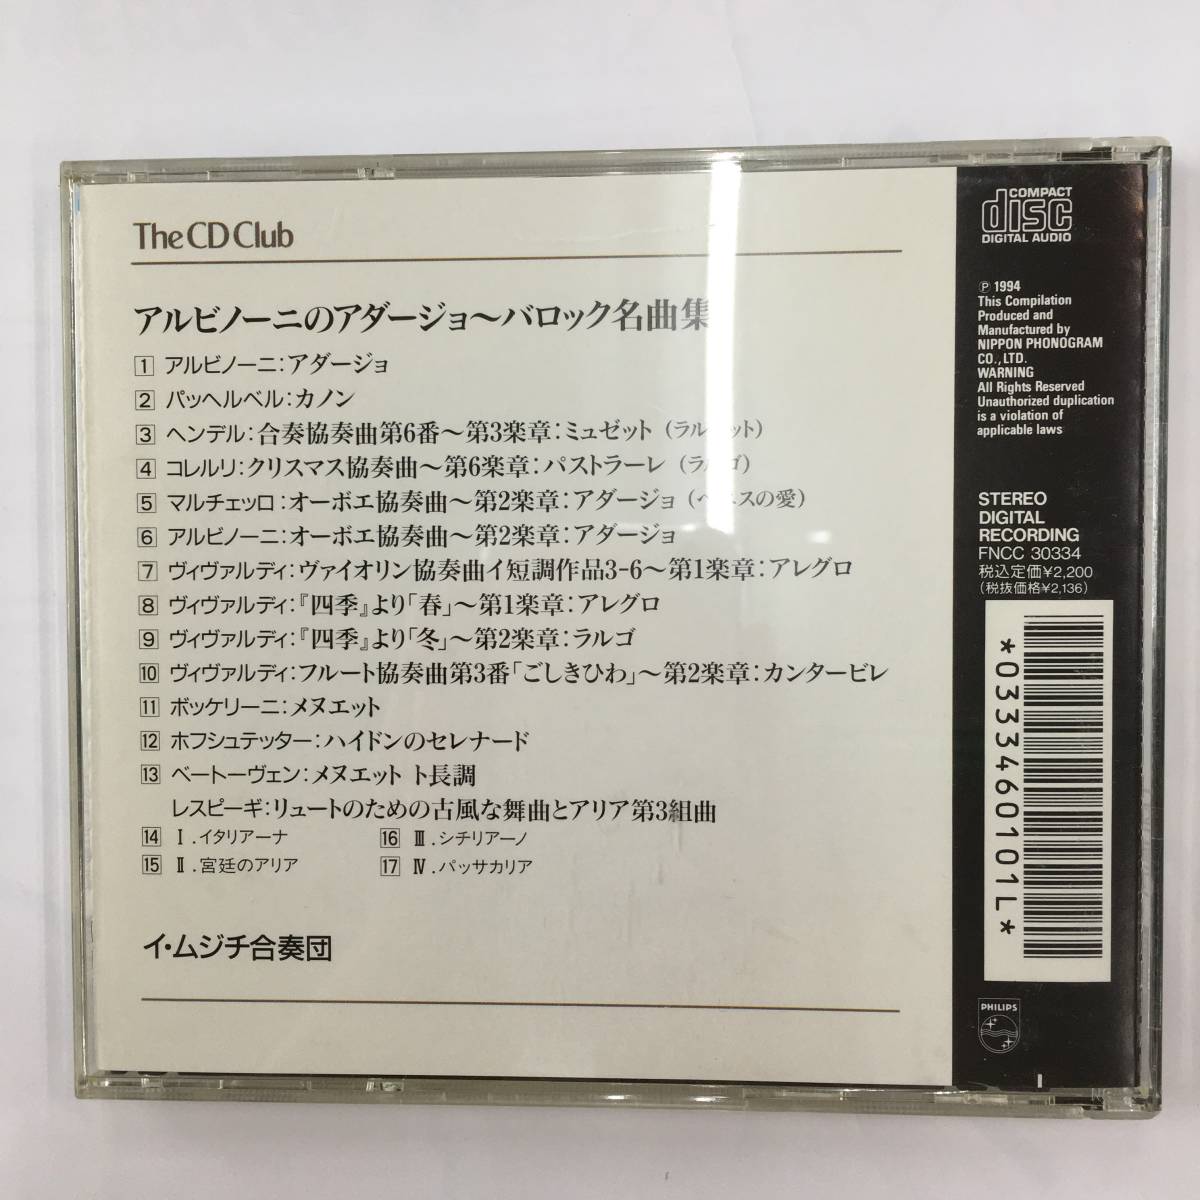 The CD Club
アルビノーニのアダージョ〜バロック名曲集
1 アルビノーニ:アダージョ
2 パッヘルベル:カノン
3 ヘンデル:合奏協奏曲第6番〜第3楽章:ミュゼット(ラルゲット)
4 コレルリ:クリスマス協奏曲〜第6楽章:パストラーレ(ラルゴ)
5 マルチェッロ:オーボエ協奏曲〜第2楽章:アダージョ(ベニスの愛)
6 アルビノーニ:オーボエ協奏曲〜第2楽章:アダージョ
7 ヴィヴァルディ:ヴァイオリン協奏曲イ短調作品3-6〜第1楽章:アレグロ
8 ヴィヴァルディ:『四季』より「春」〜第1楽章:アレグロ
9 ヴィヴァルディ:『四季』より「冬」〜第2楽章:ラルゴ
10 ヴィヴァルディ:フルート協奏曲第3番「ごしきひわ」〜第2楽章:カンタービレ
11 ボッケリーニ:メヌエット
12 ホフシュテッター:ハイドンのセレナード
13 ベートーヴェン:メヌエット ト長調
レスピーギ:リュートのための古風な舞曲とアリア第3組曲
14 Ⅰ.イタリアーナ
15 Ⅱ.宮廷のアリア
16 Ⅲ.シチリアーノ
17 Ⅳ.パッサカリア
イ・ムジチ合奏団
COMPACT
disc
DIGITAL AUDIO
℗ 1994
This Compilation
Produced and
Manufactured by
NIPPON PHONOGRAM
CO., LTD.
WARNING
All Rights Reserved
Unauthorized duplication
is a violation of
applicable laws
STEREO
DIGITAL
RECORDING
FNCC 30334
税込定価¥2,200
(税抜価格¥2,136)
*0333460101L*
PHILIPS